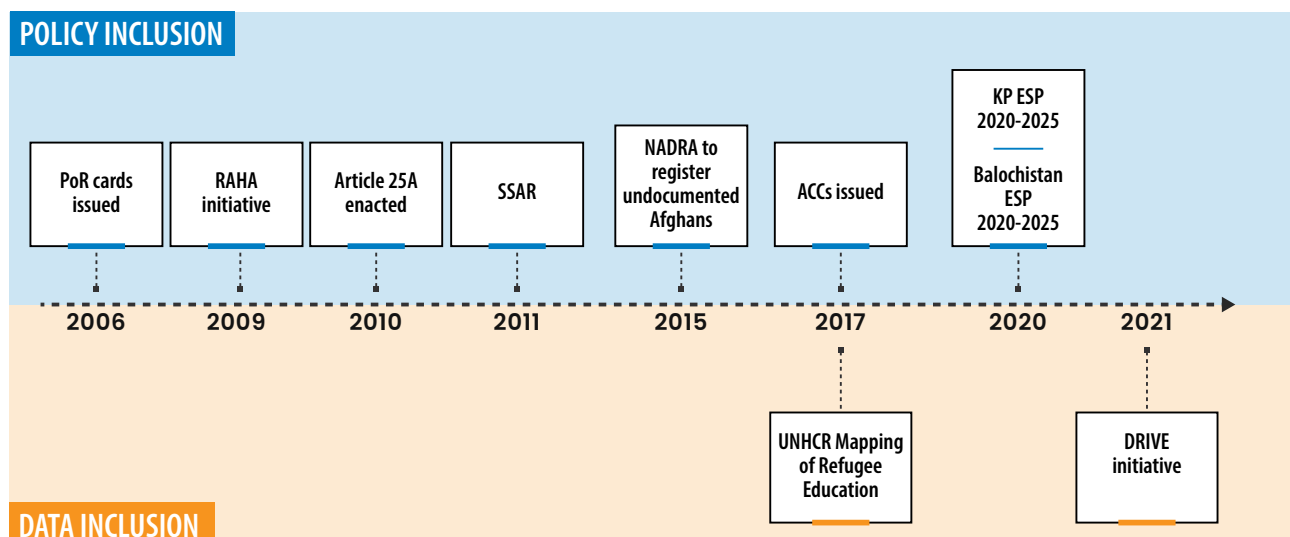 POLICY INCLUSION
PoR cards
issued
RAHA
initiative
Article 25A
enacted
SSAR
NADRA to
register
undocumented
Afghans
ACCs issued
KP ESP
2020-2025
Balochistan
ESP
2020-2025
2006
2009
2010
2011
2015
2017
2020
2021
UNHCR Mapping
of Refugee
Education
DRIVE
initiative
DATA INCLUSION